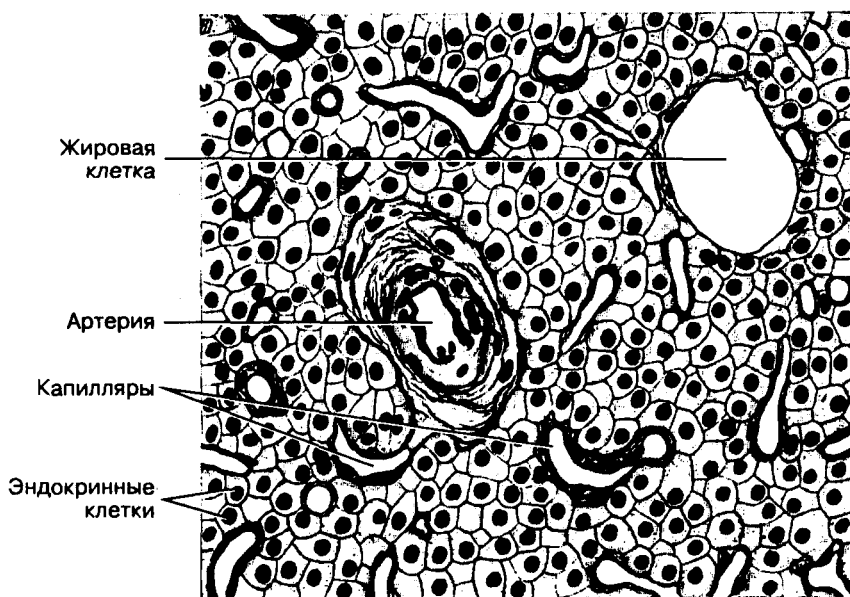 Жировая
клетка
Артерия
Капилляры
Эндокринные
клетки